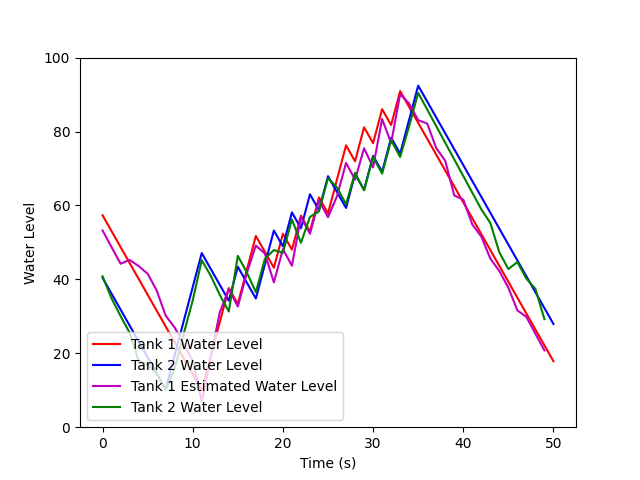 100
80
60
40
20
0
Water Level
Tank 1 Water Level
Tank 2 Water Level
Tank 1 Estimated Water Level
Tank 2 Water Level
0 10 20 30 40 50
Time (s)